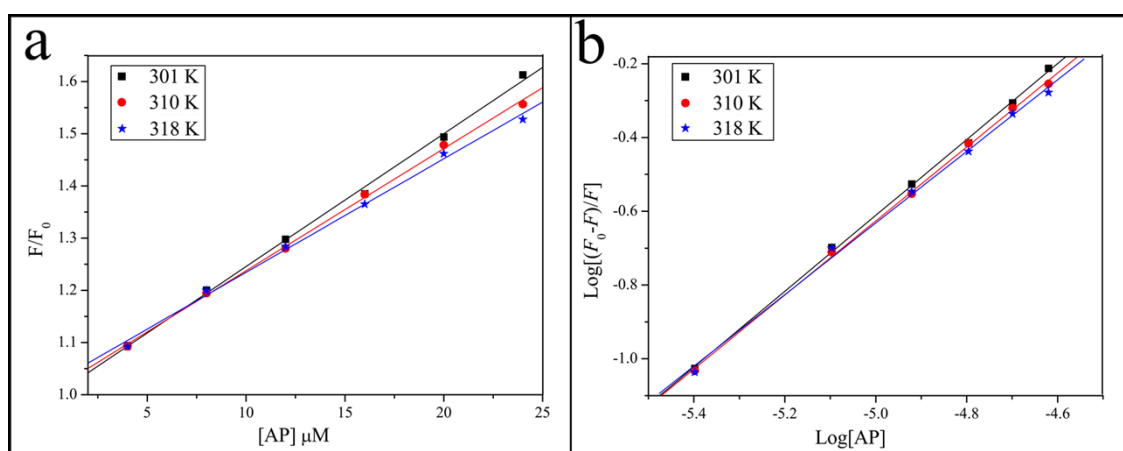 a
301 K
310 K
318 K
F/F0
1.6
1.5
1.4
1.3
1.2
1.1
1.0
5
10
15
20
25
[AP] μM
b
301 K
310 K
318 K
Log[(F0-F)/F]
-0.2
-0.4
-0.6
-0.8
-1.0
-5.4
-5.2
-5.0
-4.8
-4.6
Log[AP]